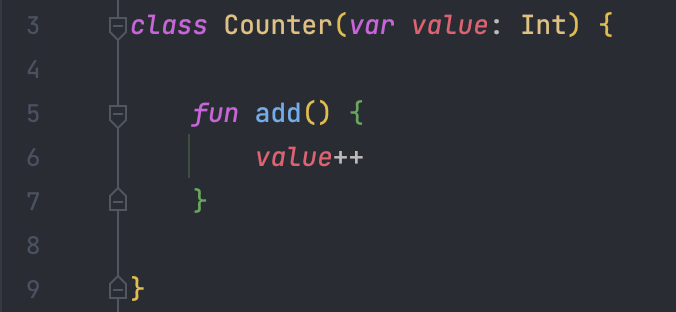 3 class Counter(var value: Int) {
4
5     fun add() {
6         value++
7     }
8
9 }